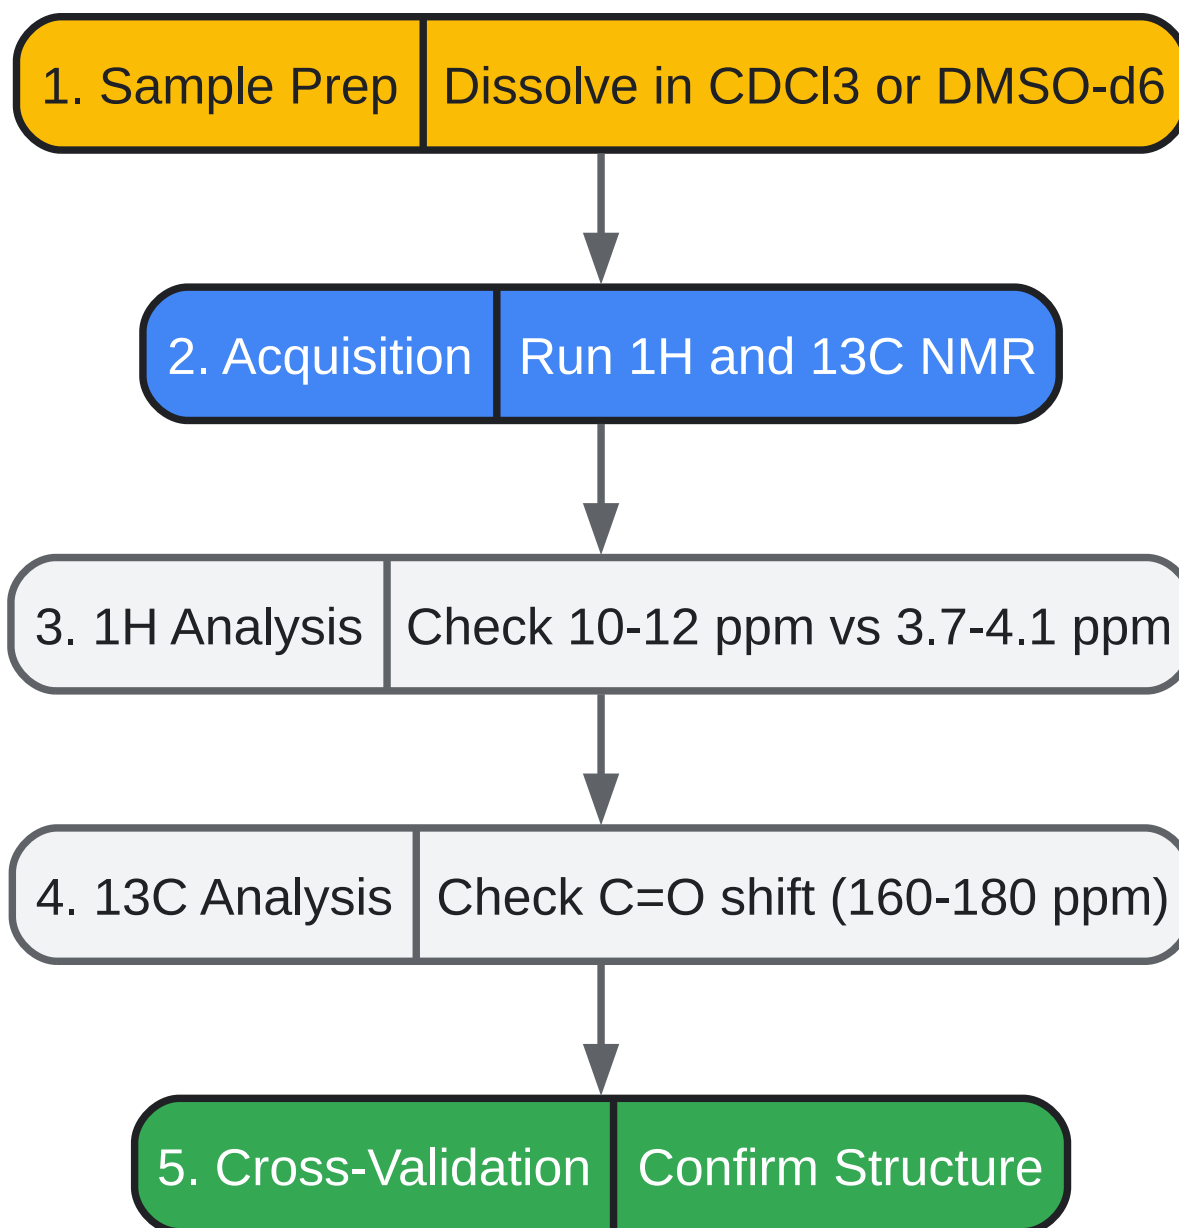 1. Sample Prep Dissolve in CDCl3 or DMSO-d6
2. Acquisition Run 1H and 13C NMR
3. 1H Analysis Check 10-12 ppm vs 3.7-4.1 ppm
4. 13C Analysis Check C=O shift (160-180 ppm)
5. Cross-Validation Confirm Structure